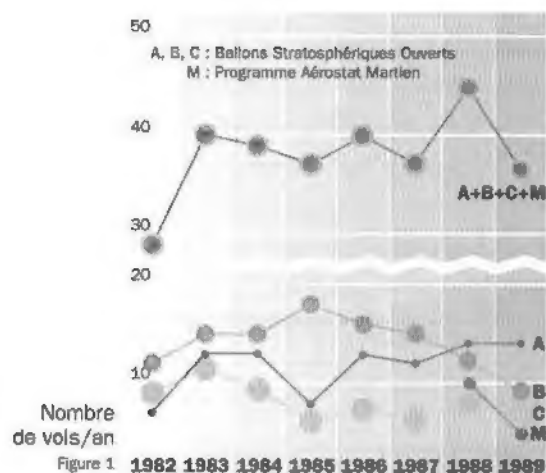 50
A, B, C : Ballons Stratosphériques Ouverts
M : Programme Aérostat Martien
40
A+B+C+M
30
20
A
10
B
C
M
Nombre
de vols/an
Figure 1
1982 1983 1984 1985 1986 1987 1988 1989